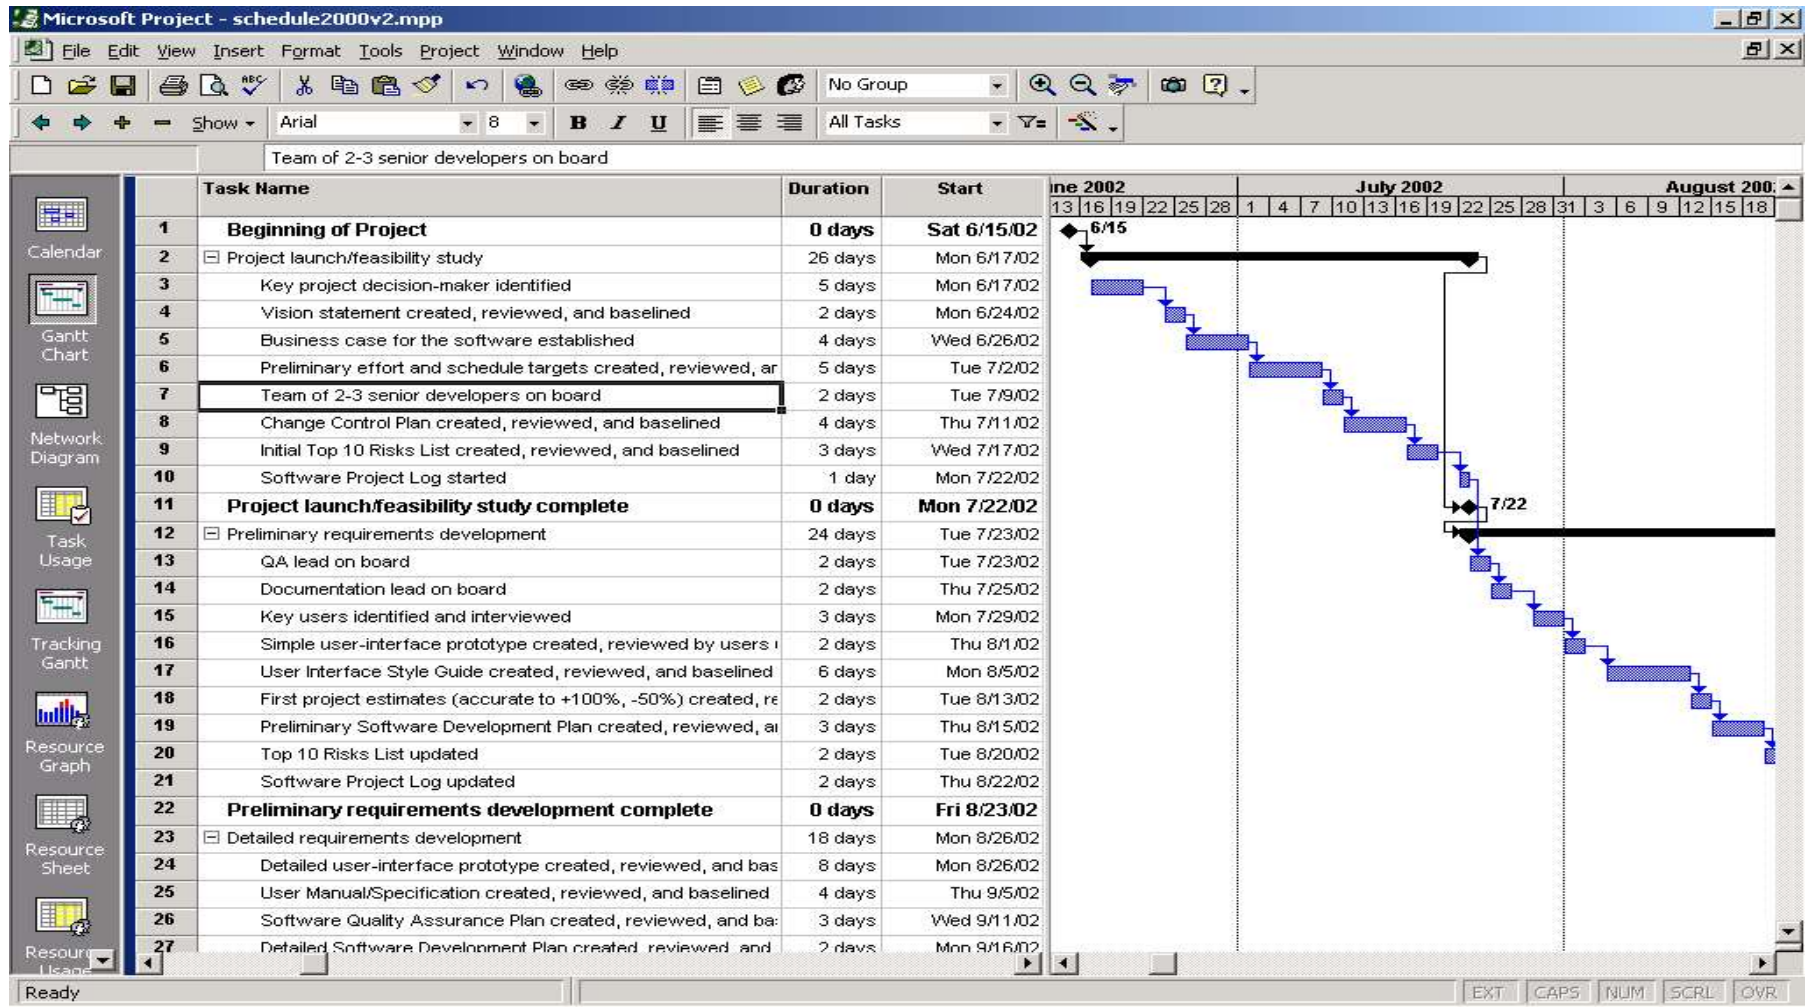 Microsoft Project - schedule2000v2.mpp
File Edit View Insert Format Tools Project Window Help
ABC No Group
Show Arial 8 B I U All Tasks
Team of 2-3 senior developers on board
Task Name Duration Start ine 2002 July 2002 August 200
13 16 19 22 25 28 1 4 7 10 13 16 19 22 25 28 31 3 6 9 12 15 18
1 Beginning of Project 0 days Sat 6/15/02 6/15
2 Project launch/feasibility study 26 days Mon 6/17/02
3 Key project decision-maker identified 5 days Mon 6/17/02
4 Vision statement created, reviewed, and baselined 2 days Mon 6/24/02
5 Business case for the software established 4 days Wed 6/26/02
6 Preliminary effort and schedule targets created, reviewed, ar 5 days Tue 7/2/02
7 Team of 2-3 senior developers on board 2 days Tue 7/9/02
8 Change Control Plan created, reviewed, and baselined 4 days Thu 7/11/02
9 Initial Top 10 Risks List created, reviewed, and baselined 3 days Wed 7/17/02
10 Software Project Log started 1 day Mon 7/22/02
11 Project launch/feasibility study complete 0 days Mon 7/22/02 7/22
12 Preliminary requirements development 24 days Tue 7/23/02
13 QA lead on board 2 days Tue 7/23/02
14 Documentation lead on board 2 days Thu 7/25/02
15 Key users identified and interviewed 3 days Mon 7/29/02
16 Simple user-interface prototype created, reviewed by users 2 days Thu 8/1/02
17 User Interface Style Guide created, reviewed, and baselined 6 days Mon 8/5/02
18 First project estimates (accurate to +100%, -50%) created, re 2 days Tue 8/13/02
19 Preliminary Software Development Plan created, reviewed, ar 3 days Thu 8/15/02
20 Top 10 Risks List updated 2 days Tue 8/20/02
21 Software Project Log updated 2 days Thu 8/22/02
22 Preliminary requirements development complete 0 days Fri 8/23/02
23 Detailed requirements development 18 days Mon 8/26/02
24 Detailed user-interface prototype created, reviewed, and bas 8 days Mon 8/26/02
25 User Manual/Specification created, reviewed, and baselined 4 days Thu 9/5/02
26 Software Quality Assurance Plan created, reviewed, and ba 3 days Wed 9/11/02
27 Detailed Software Development Plan created, reviewed, and 2 days Mon 9/16/02
Calendar
Gantt
Chart
Network
Diagram
Task
Usage
Tracking
Gantt
Resource
Graph
Resource
Sheet
Resourc
Usage
Ready EXT CAPS NUM SCRL OVR